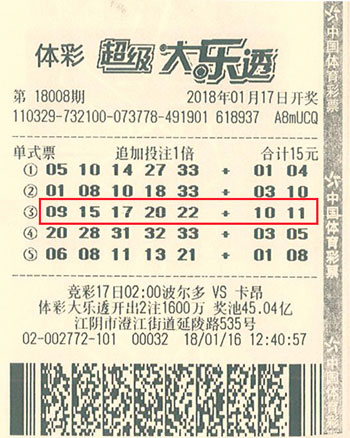 体彩 超级大乐透
第 18008期 2018年01月17日开奖
110329-732100-073778-491901 618937 A8mUCQ
单式票 追加投注1倍 合计15元
① 05 10 14 27 33 + 01 04
② 01 08 10 18 33 + 03 10
③ 09 15 17 20 22 + 10 11
④ 20 28 31 32 33 + 03 05
⑤ 06 08 11 13 21 + 01 08
竞彩17日02:00波尔多 VS 卡昂
体彩大乐透开出2注1600万 奖池45.04亿
江阴市澄江街道延陵路535号
02-002772-101 00032 18/01/16 12:40:57
中国体育彩票
中国体育彩票
中国体育彩